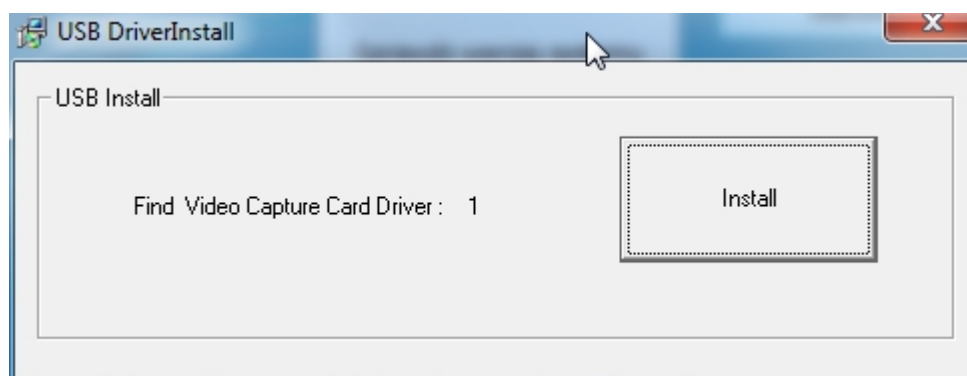 USB DriverInstall
USB Install
Find Video Capture Card Driver : 1
Install